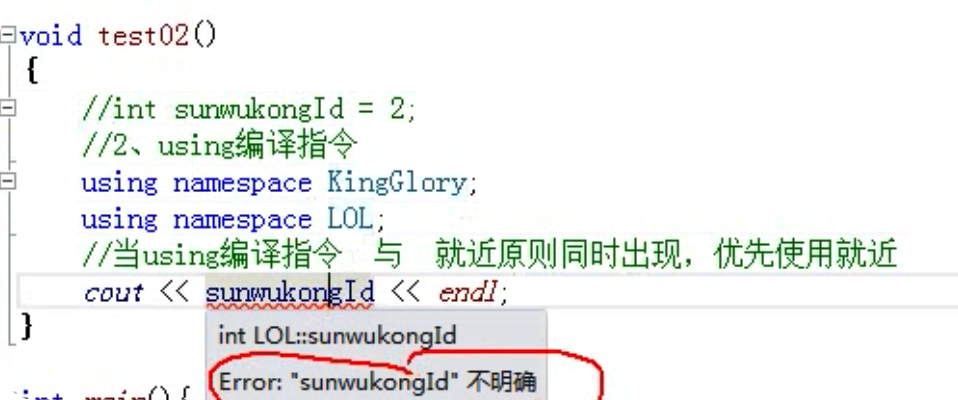 void test02()
{
//int sunwukongId = 2;
//2、using编译指令
using namespace KingGlory;
using namespace LOL;
//当using编译指令 与 就近原则同时出现，优先使用就近
cout << sunwukongId << endl;
}
int LOL::sunwukongId
Error: "sunwukongId" 不明确
int main(){